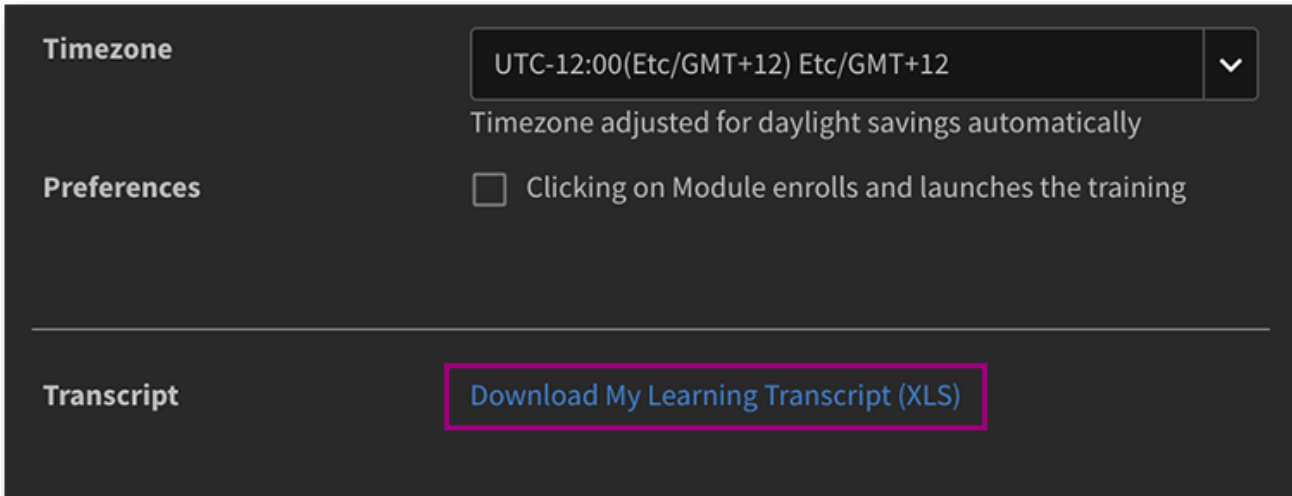 Timezone
UTC-12:00(Etc/GMT+12) Etc/GMT+12
Timezone adjusted for daylight savings automatically
Preferences
Clicking on Module enrolls and launches the training
Transcript
Download My Learning Transcript (XLS)